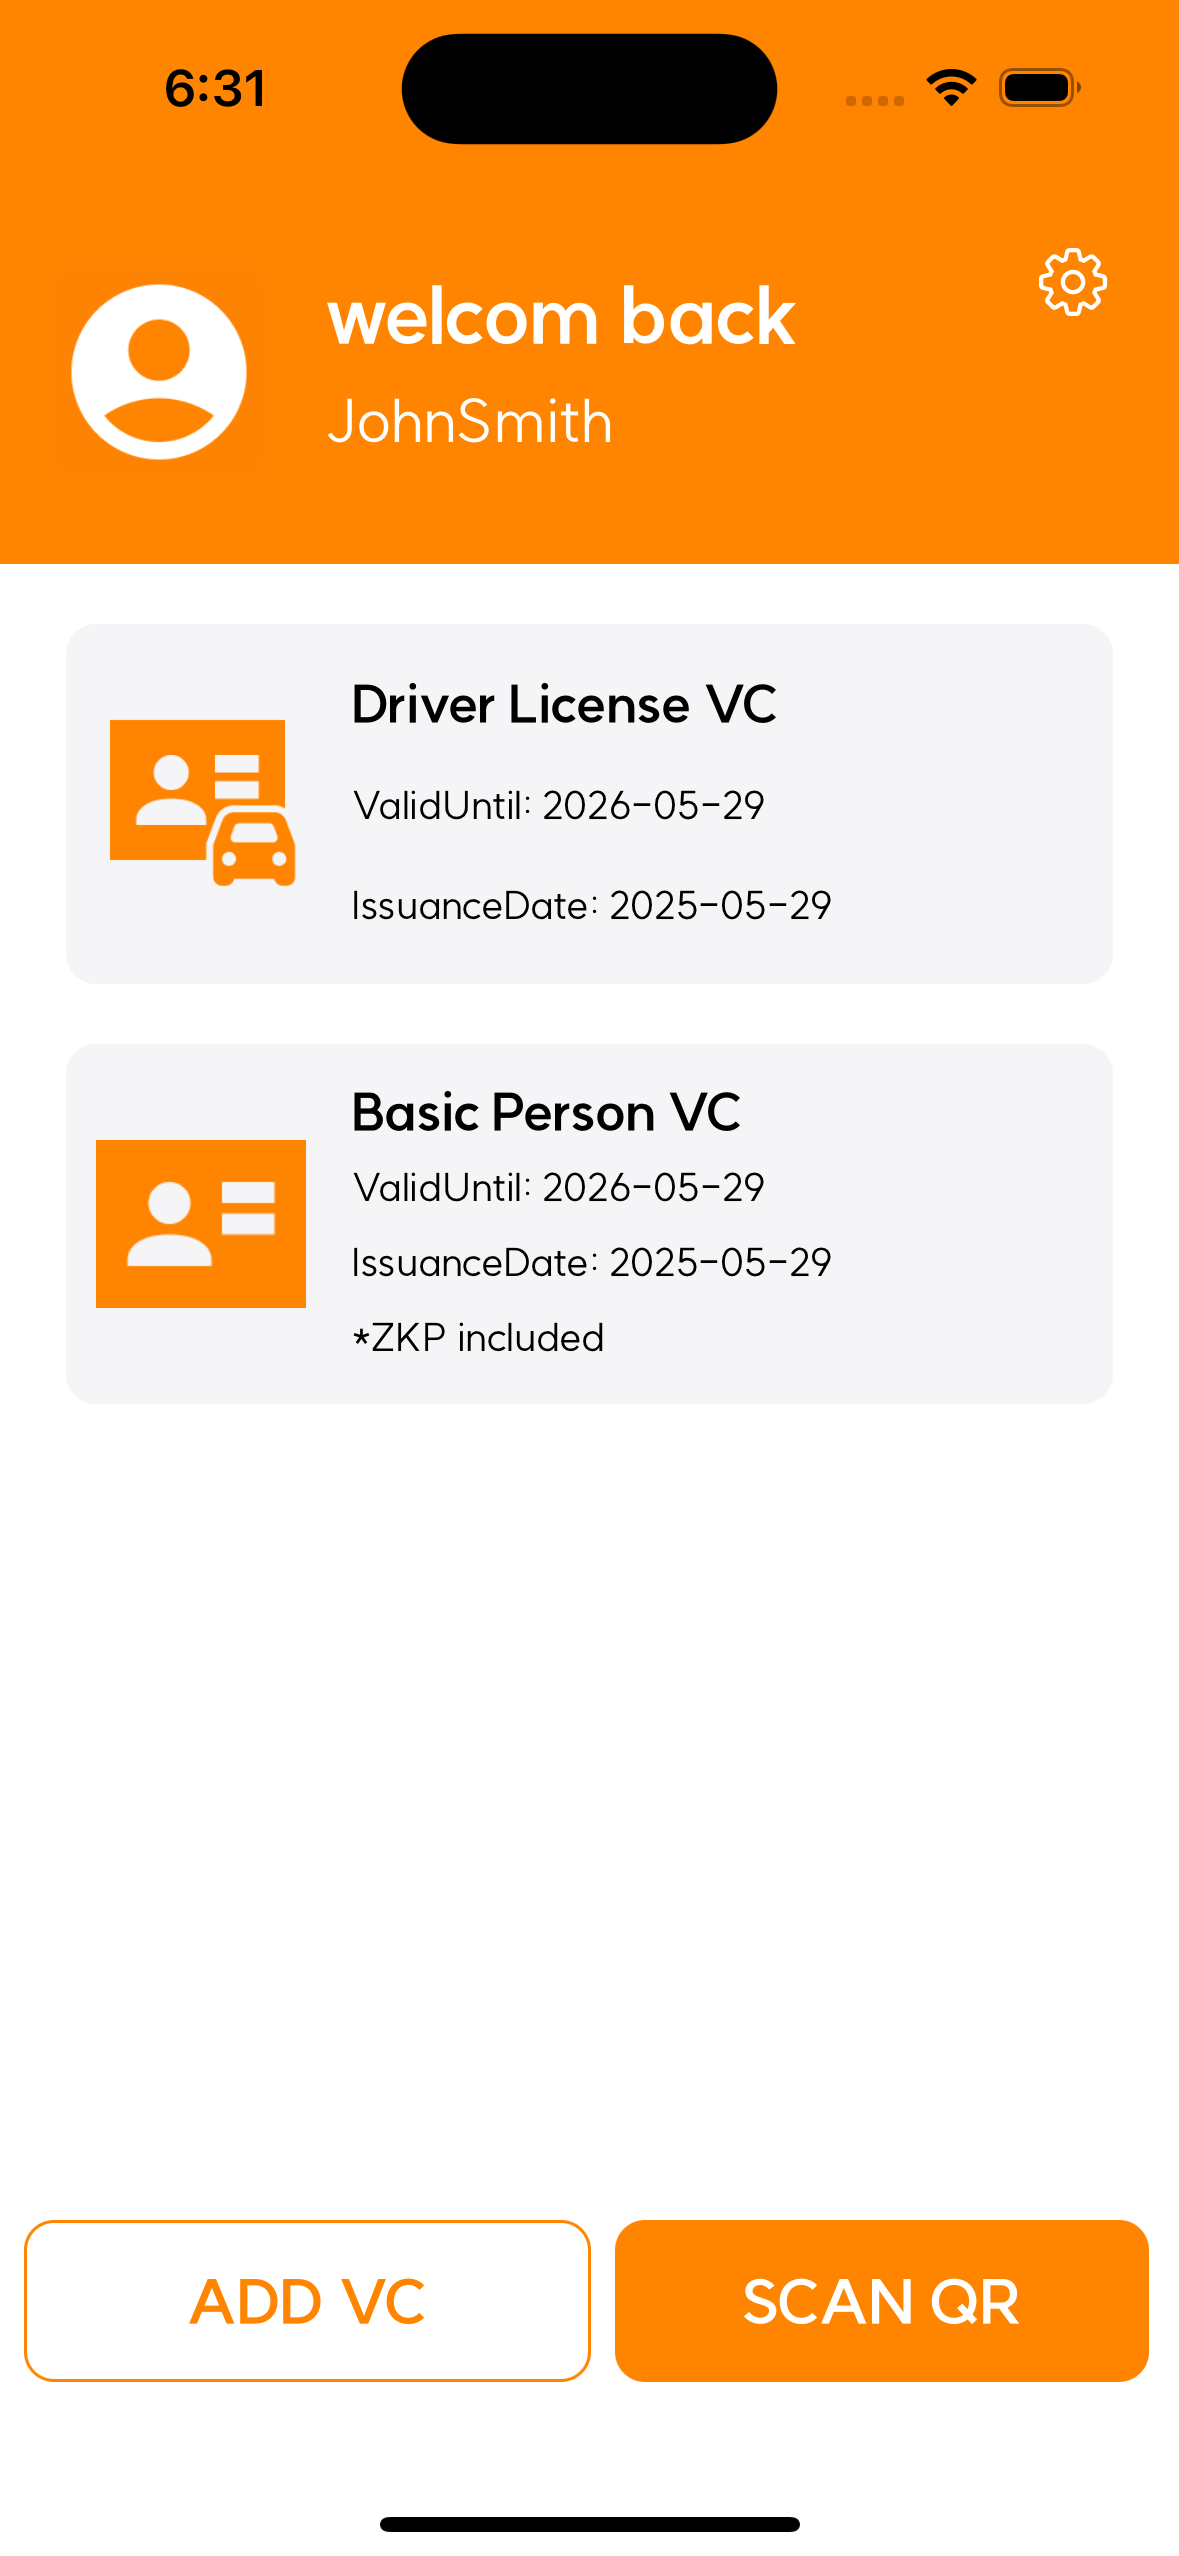 6:31
welcom back
JohnSmith
Driver License VC
ValidUntil: 2026-05-29
IssuanceDate: 2025-05-29
Basic Person VC
ValidUntil: 2026-05-29
IssuanceDate: 2025-05-29
*ZKP included
ADD VC
SCAN QR